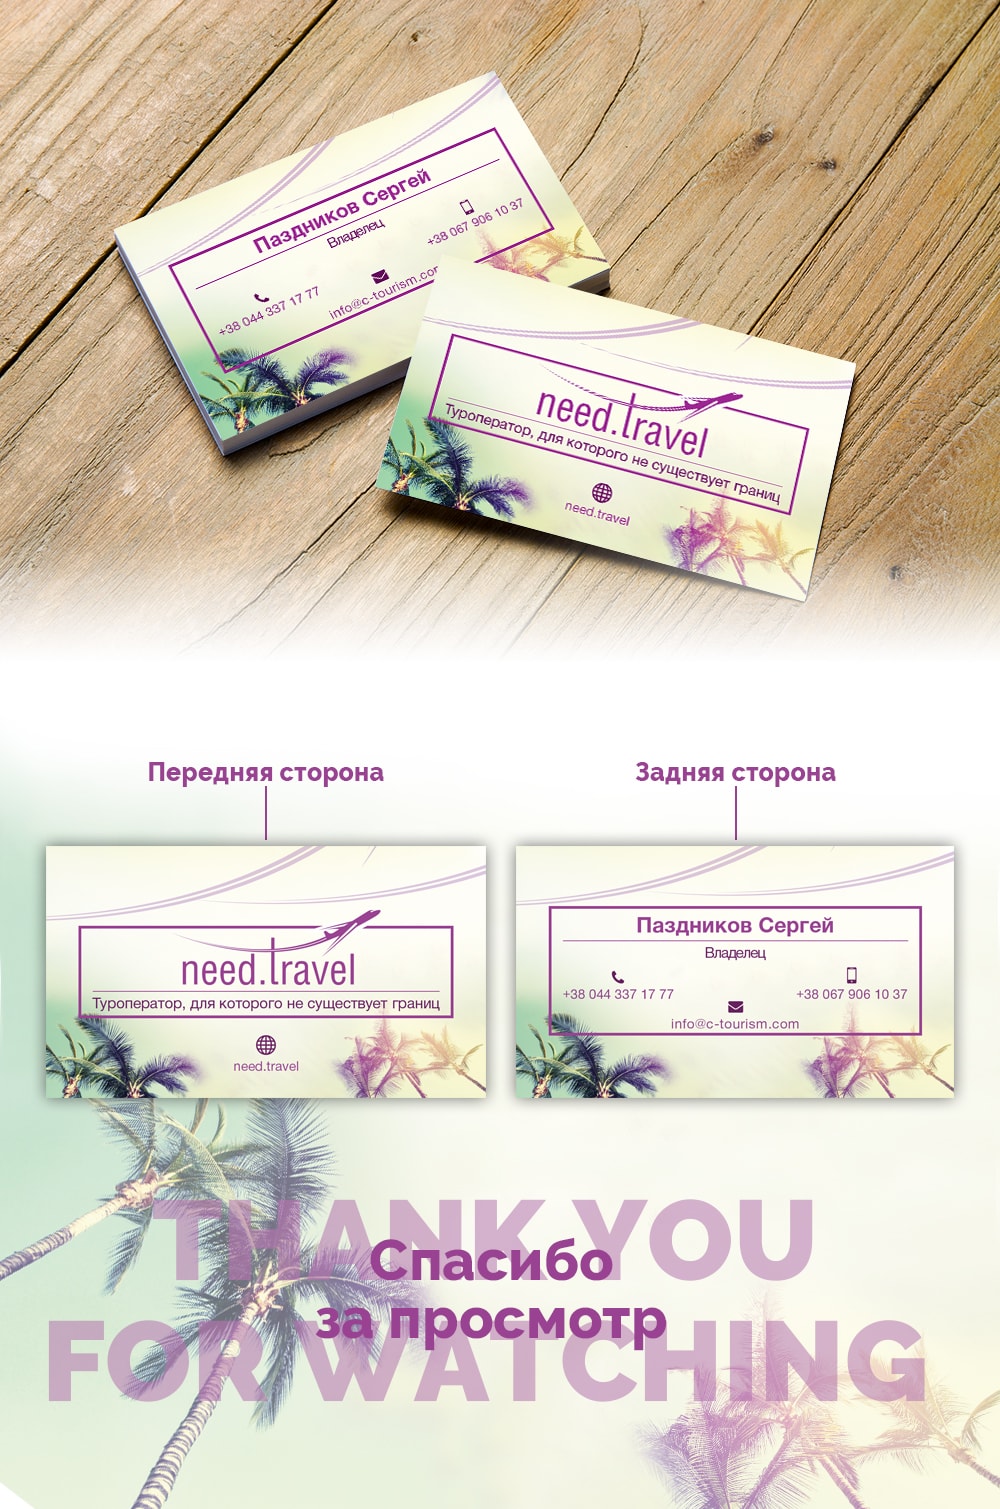 Паздников Сергей
Владелец
+38 044 337 17 77
info@c-tourism.cor
+38 067 906 10 37
need.travel
Туроператор, для которого не существует границ
need.travel
Передняя сторона
Задняя сторона
need.travel
Туроператор, для которого не существует границ
need.travel
Паздников Сергей
Владелец
+38 044 337 17 77
+38 067 906 10 37
info@c-tourism.com
THANK YOU
FOR WATCHING
Спасибо
за просмотр